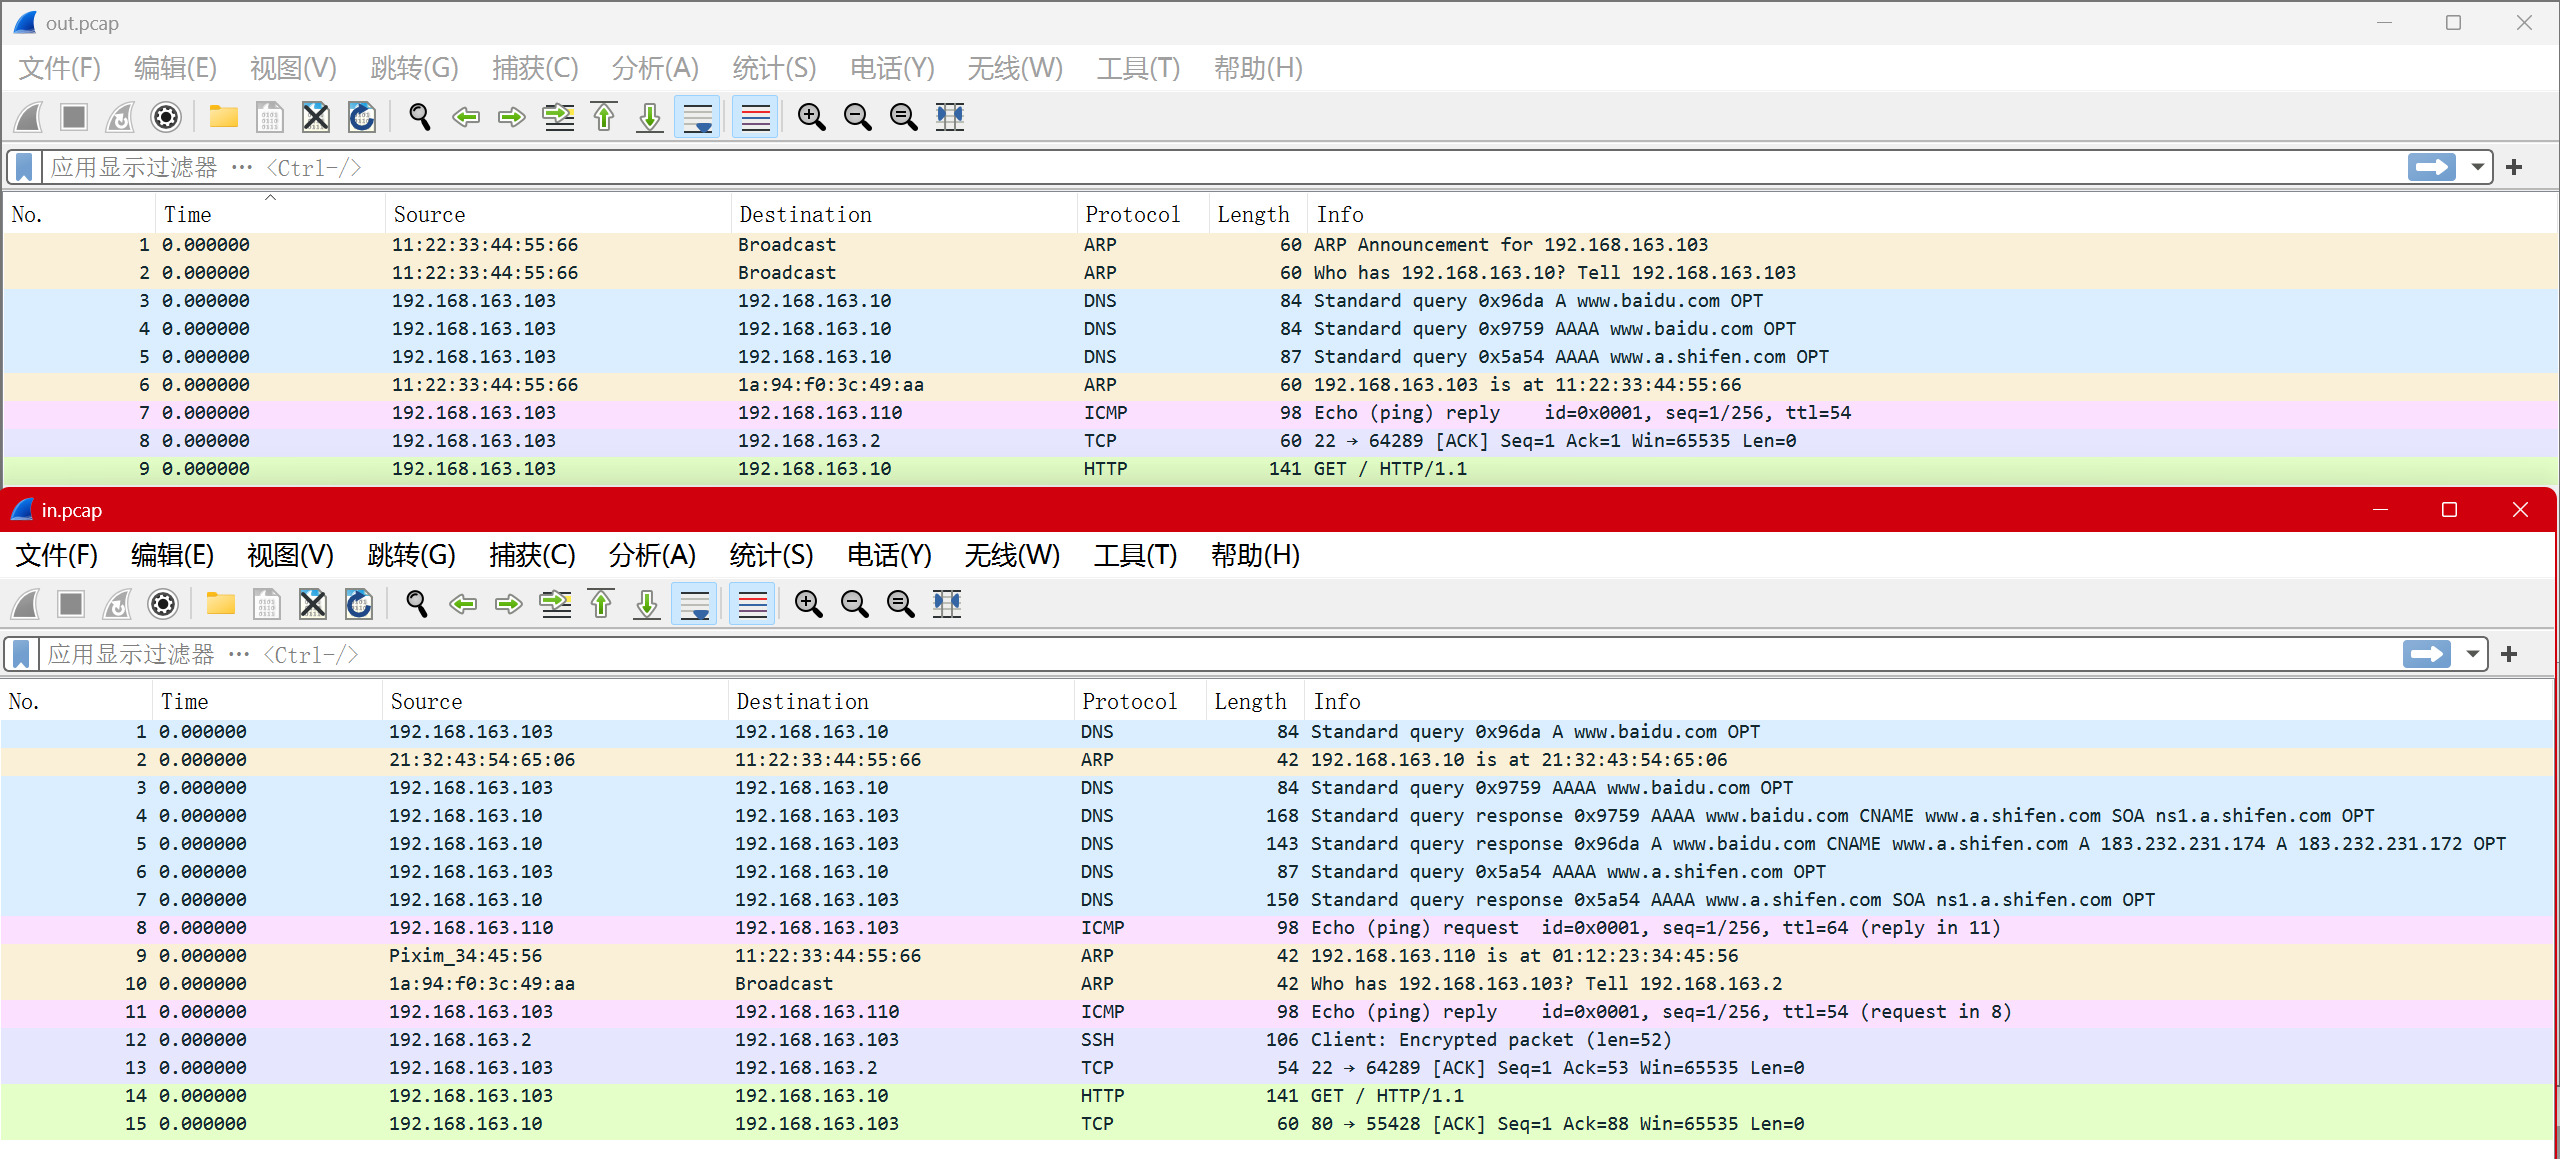 out.pcap
文件(F) 编辑(E) 视图(V) 跳转(G) 捕获(C) 分析(A) 统计(S) 电话(Y) 无线(W) 工具(T) 帮助(H)
应用显示过滤器 … <Ctrl-/>
No. Time Source Destination Protocol Length Info
1 0.000000 11:22:33:44:55:66 Broadcast ARP 60 ARP Announcement for 192.168.163.103
2 0.000000 11:22:33:44:55:66 Broadcast ARP 60 Who has 192.168.163.10? Tell 192.168.163.103
3 0.000000 192.168.163.103 192.168.163.10 DNS 84 Standard query 0x96da A www.baidu.com OPT
4 0.000000 192.168.163.103 192.168.163.10 DNS 84 Standard query 0x9759 AAAA www.baidu.com OPT
5 0.000000 192.168.163.103 192.168.163.10 DNS 87 Standard query 0x5a54 AAAA www.a.shifen.com OPT
6 0.000000 11:22:33:44:55:66 1a:94:f0:3c:49:aa ARP 60 192.168.163.103 is at 11:22:33:44:55:66
7 0.000000 192.168.163.103 192.168.163.110 ICMP 98 Echo (ping) reply id=0x0001, seq=1/256, ttl=54
8 0.000000 192.168.163.103 192.168.163.2 TCP 60 22 → 64289 [ACK] Seq=1 Ack=1 Win=65535 Len=0
9 0.000000 192.168.163.103 192.168.163.10 HTTP 141 GET / HTTP/1.1
in.pcap
文件(F) 编辑(E) 视图(V) 跳转(G) 捕获(C) 分析(A) 统计(S) 电话(Y) 无线(W) 工具(T) 帮助(H)
应用显示过滤器 … <Ctrl-/>
No. Time Source Destination Protocol Length Info
1 0.000000 192.168.163.103 192.168.163.10 DNS 84 Standard query 0x96da A www.baidu.com OPT
2 0.000000 21:32:43:54:65:06 11:22:33:44:55:66 ARP 42 192.168.163.10 is at 21:32:43:54:65:06
3 0.000000 192.168.163.103 192.168.163.10 DNS 84 Standard query 0x9759 AAAA www.baidu.com OPT
4 0.000000 192.168.163.10 192.168.163.103 DNS 168 Standard query response 0x9759 AAAA www.baidu.com CNAME www.a.shifen.com SOA ns1.a.shifen.com OPT
5 0.000000 192.168.163.10 192.168.163.103 DNS 143 Standard query response 0x96da A www.baidu.com CNAME www.a.shifen.com A 183.232.231.174 A 183.232.231.172 OPT
6 0.000000 192.168.163.103 192.168.163.10 DNS 87 Standard query 0x5a54 AAAA www.a.shifen.com OPT
7 0.000000 192.168.163.10 192.168.163.103 DNS 150 Standard query response 0x5a54 AAAA www.a.shifen.com SOA ns1.a.shifen.com OPT
8 0.000000 192.168.163.110 192.168.163.103 ICMP 98 Echo (ping) request id=0x0001, seq=1/256, ttl=64 (reply in 11)
9 0.000000 Pixim_34:45:56 11:22:33:44:55:66 ARP 42 192.168.163.110 is at 01:12:23:34:45:56
10 0.000000 1a:94:f0:3c:49:aa Broadcast ARP 42 Who has 192.168.163.103? Tell 192.168.163.2
11 0.000000 192.168.163.103 192.168.163.110 ICMP 98 Echo (ping) reply id=0x0001, seq=1/256, ttl=54 (request in 8)
12 0.000000 192.168.163.2 192.168.163.103 SSH 106 Client: Encrypted packet (len=52)
13 0.000000 192.168.163.103 192.168.163.2 TCP 54 22 → 64289 [ACK] Seq=1 Ack=53 Win=65535 Len=0
14 0.000000 192.168.163.103 192.168.163.10 HTTP 141 GET / HTTP/1.1
15 0.000000 192.168.163.10 192.168.163.103 TCP 60 80 → 55428 [ACK] Seq=1 Ack=88 Win=65535 Len=0